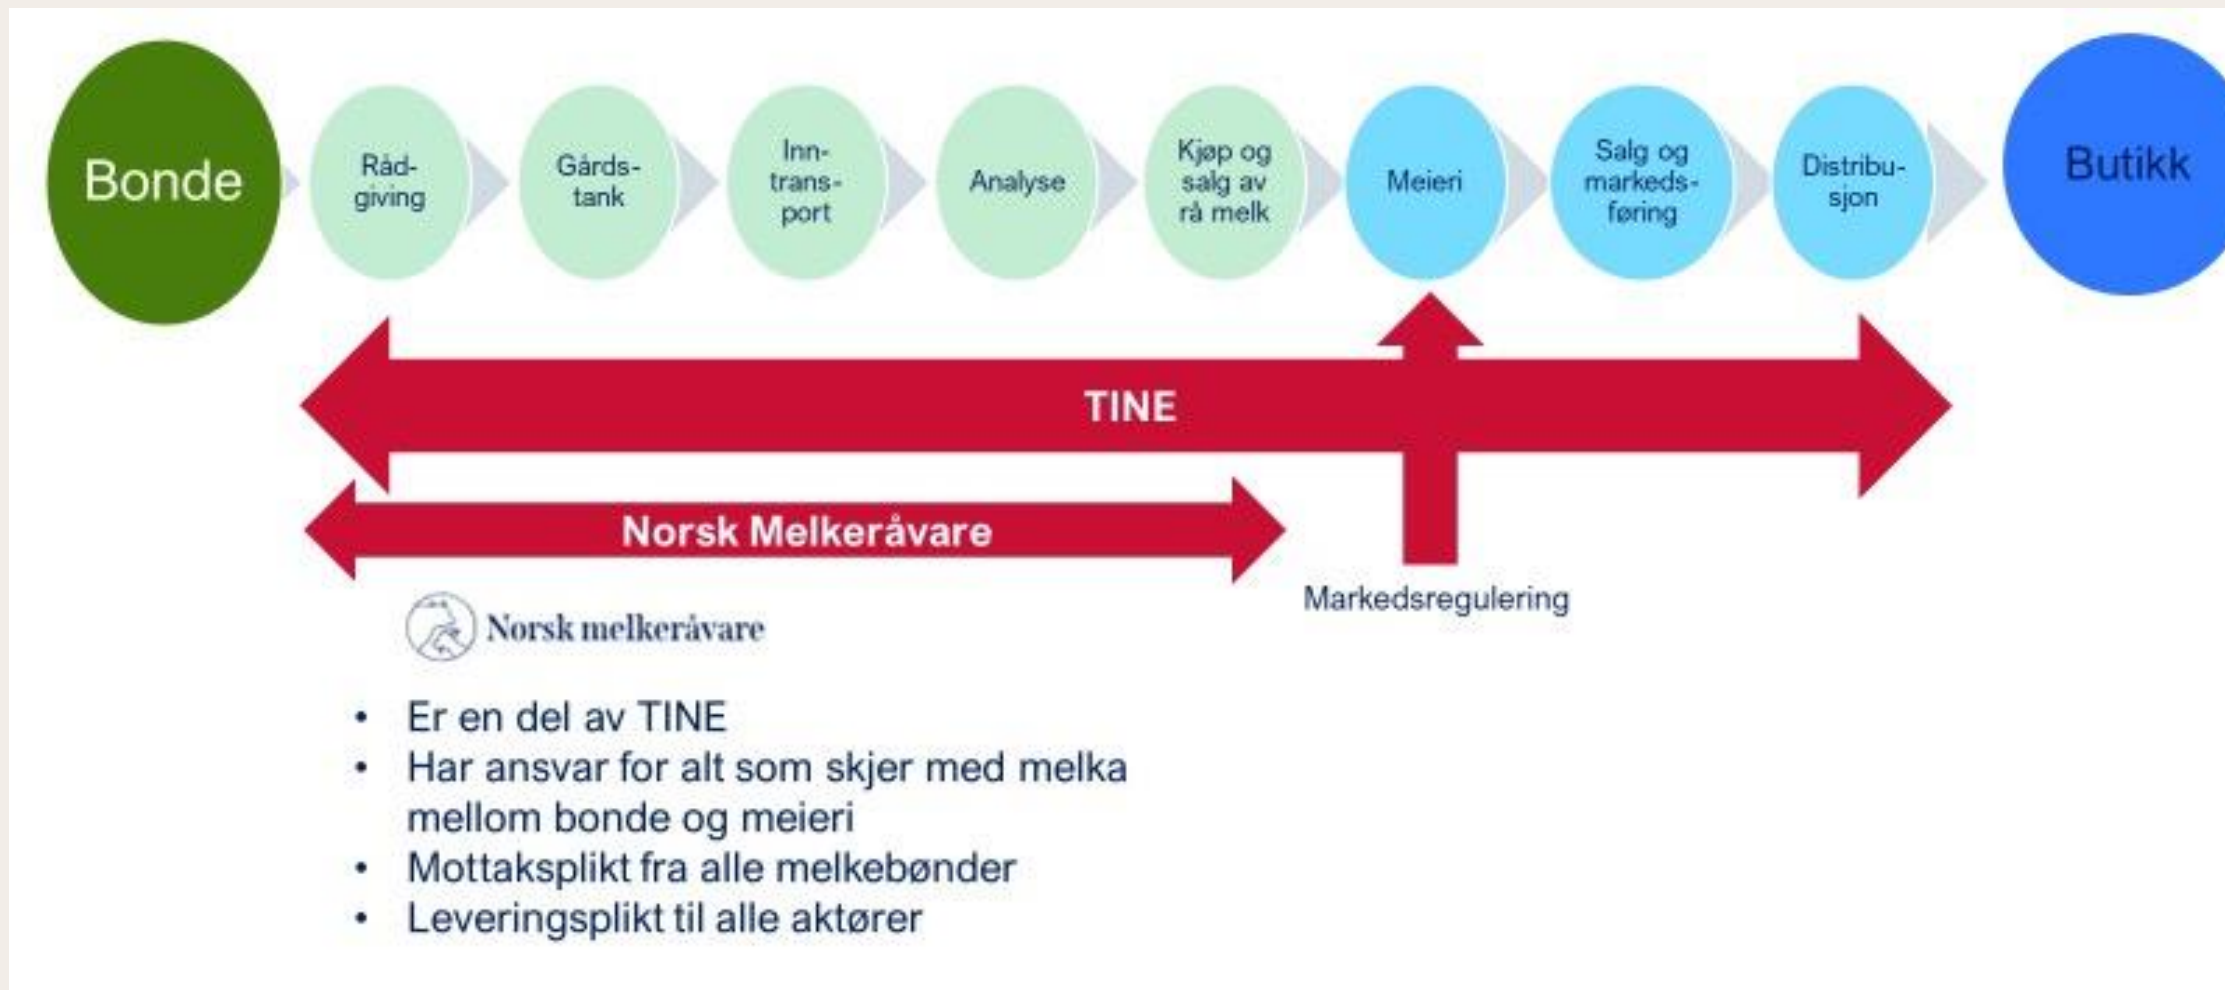 Bonde
Råd-
giving
Gårds-
tank
Inn-
trans-
port
Analyse
Kjøp og
salg av
rå melk
Meieri
Salg og
markeds-
føring
Distribu-
sjon
Butikk
TINE
Norsk Melkeråvare
Markedsregulering
Norsk melkeråvare
• Er en del av TINE
• Har ansvar for alt som skjer med melka
mellom bonde og meieri
• Mottaksplikt fra alle melkebønder
• Leveringsplikt til alle aktører